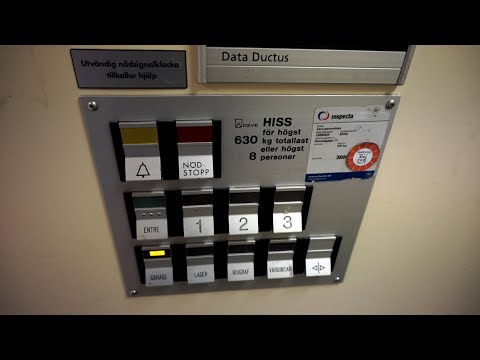 Data Ductus
Utvändig nödsignalklocka
tillkallar hjälp
DEVE
HISS
för högst
630 kg totallast
eller högst
8 personer
inspecta
NÖD-
STOPP
ENTRE
1
2
3
GARAGE
LAGER
BIOGRAF
VARUINTAG